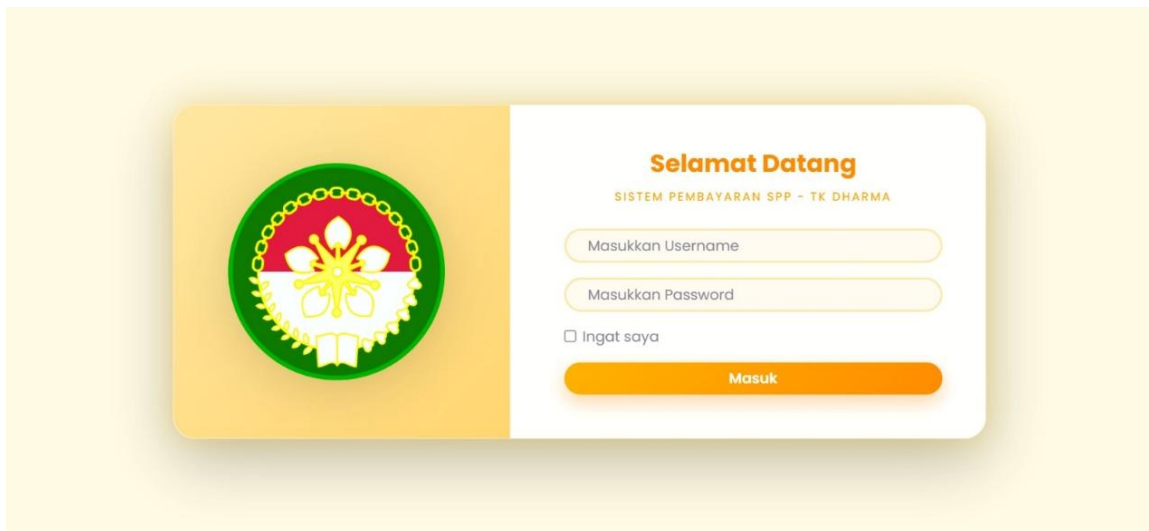 Selamat Datang
SISTEM PEMBAYARAN SPP - TK DHARMA
Masukkan Username
Masukkan Password
Ingat saya
Masuk